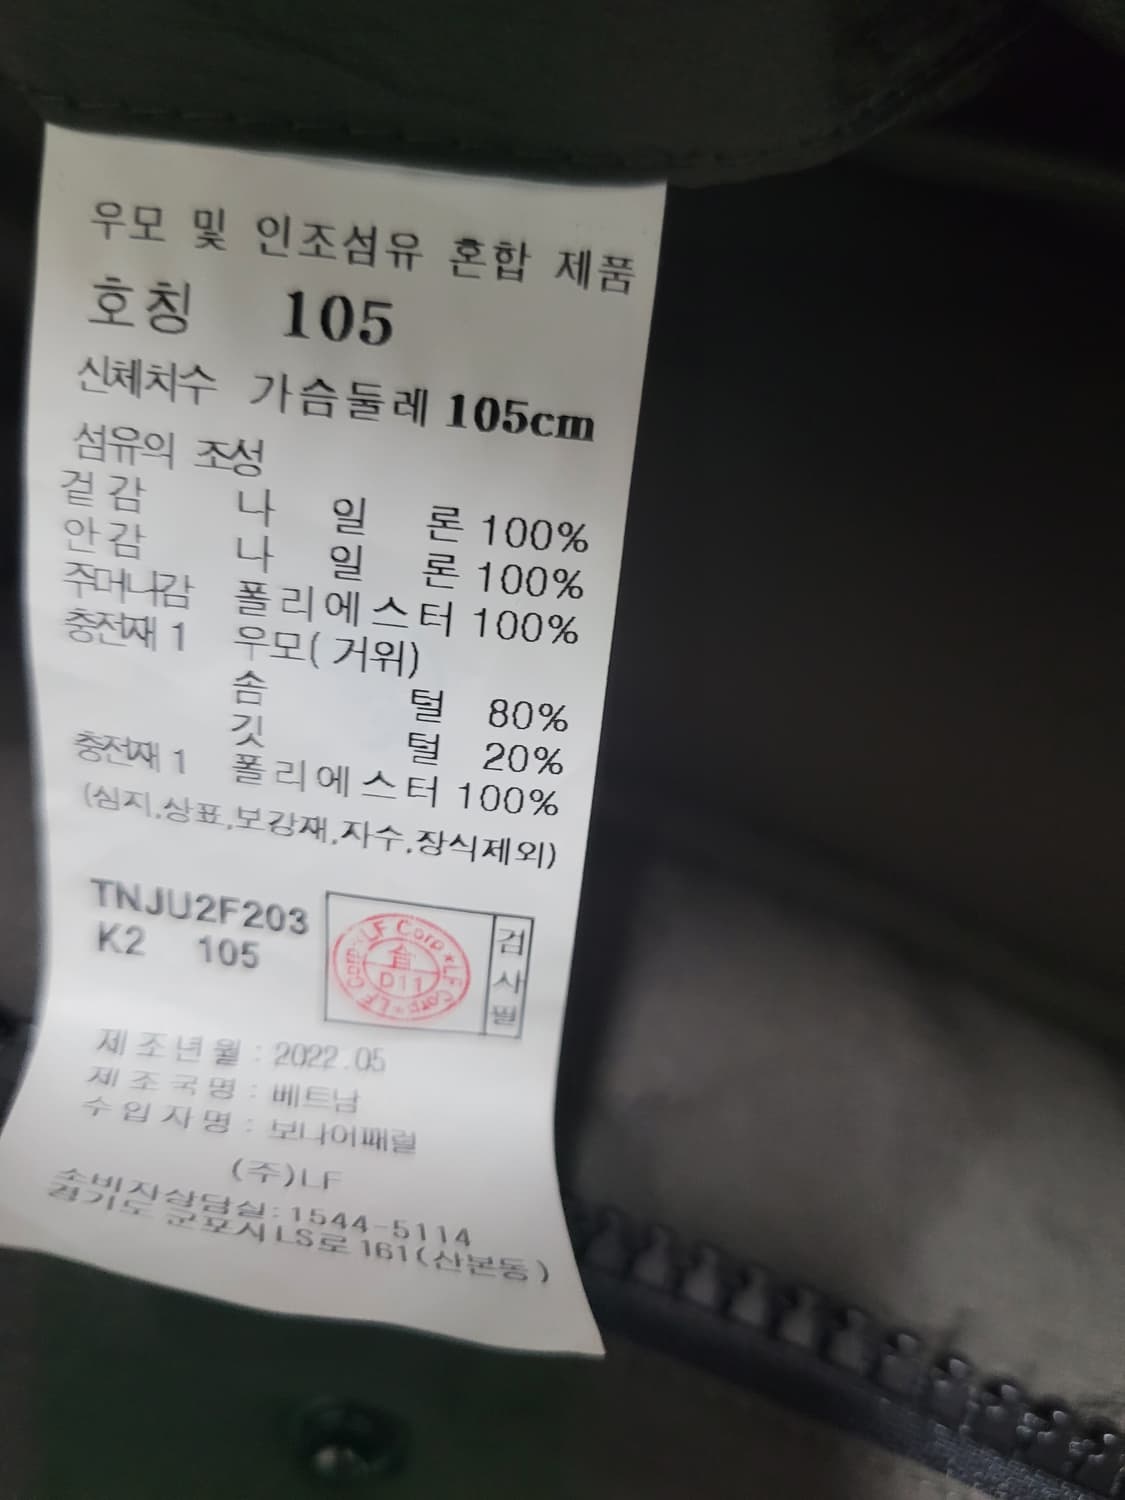 우모 및 인조섬유 혼합 제품
호칭 105
신체치수 가슴둘레 105cm
섬유의 조성
겉감 나 일 론 100%
안감 나 일 론 100%
주머니감 폴리에스터 100%
충전재 1 우모( 거위)
솜 털 80%
깃 털 20%
충전재 1 폴리에스터 100%
(심지,상표,보강재,자수,장식제외)
TNJU2F203
K2 105
LF Corp * LF Corp * LF Corp *
D11
검사필
제조년월 : 2022.05
제조국명 : 베트남
수입자명 : 보나어패럴
(주)LF
소비자상담실: 1544-5114
경기도 군포시 LS로 161(산본동)